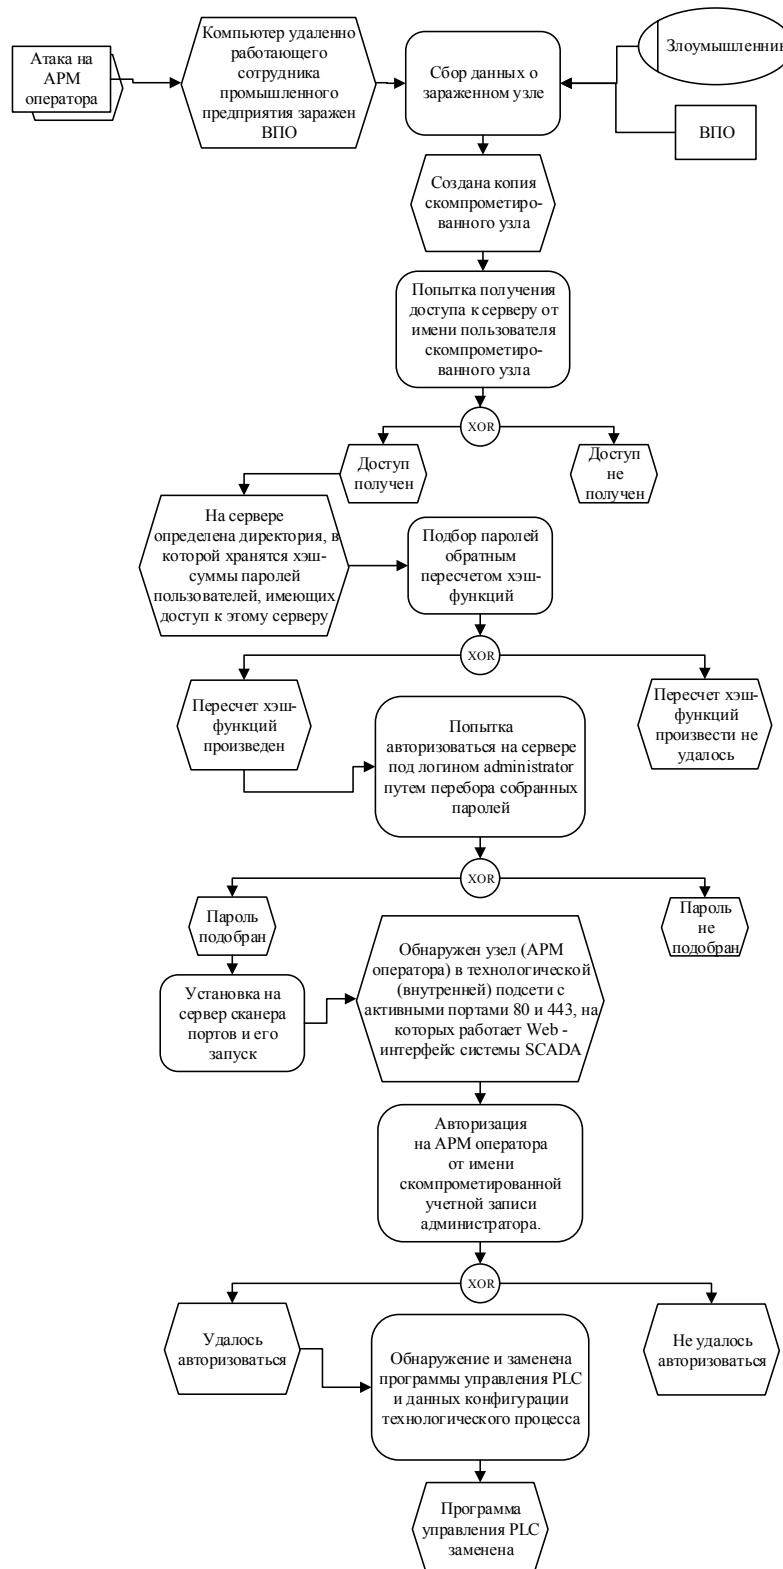 Атака на
АРМ
оператора
Компьютер удаленно
работающего
сотрудника
промышленного
предприятия заражен
ВПО
Сбор данных о
зараженном узле
Злоумышленник
ВПО
Создана копия
скомпрометиро-
ванного узла
Попытка получения
доступа к серверу от
имени пользователя
скомпрометиро-
ванного узла
XOR
Доступ
получен
Доступ
не
получен
На сервере
определена директория, в
которой хранятся хэш-
суммы паролей
пользователей, имеющих
доступ к этому серверу
Подбор паролей
обратным
пересчетом хэш-
функций
XOR
Пересчет хэш-
функций
произведен
Пересчет хэш-
функций
произвести не
удалось
Попытка
авторизоваться на сервере
под логином administrator
путем перебора собранных
паролей
XOR
Пароль
подобран
Пароль
не
подобран
Установка на
сервер сканера
портов и его
запуск
Обнаружен узел (АРМ
оператора) в технологической
(внутренней) подсети с
активными портами 80 и 443, на
которых работает Web -
интерфейс системы SCADA
Авторизация
на АРМ оператора
от имени
скомпрометированной
учетной записи
администратора.
XOR
Удалось
авторизоваться
Не удалось
авторизоваться
Обнаружение и заменена
программы управления PLC
и данных конфигурации
технологического процесса
Программа
управления PLC
заменена